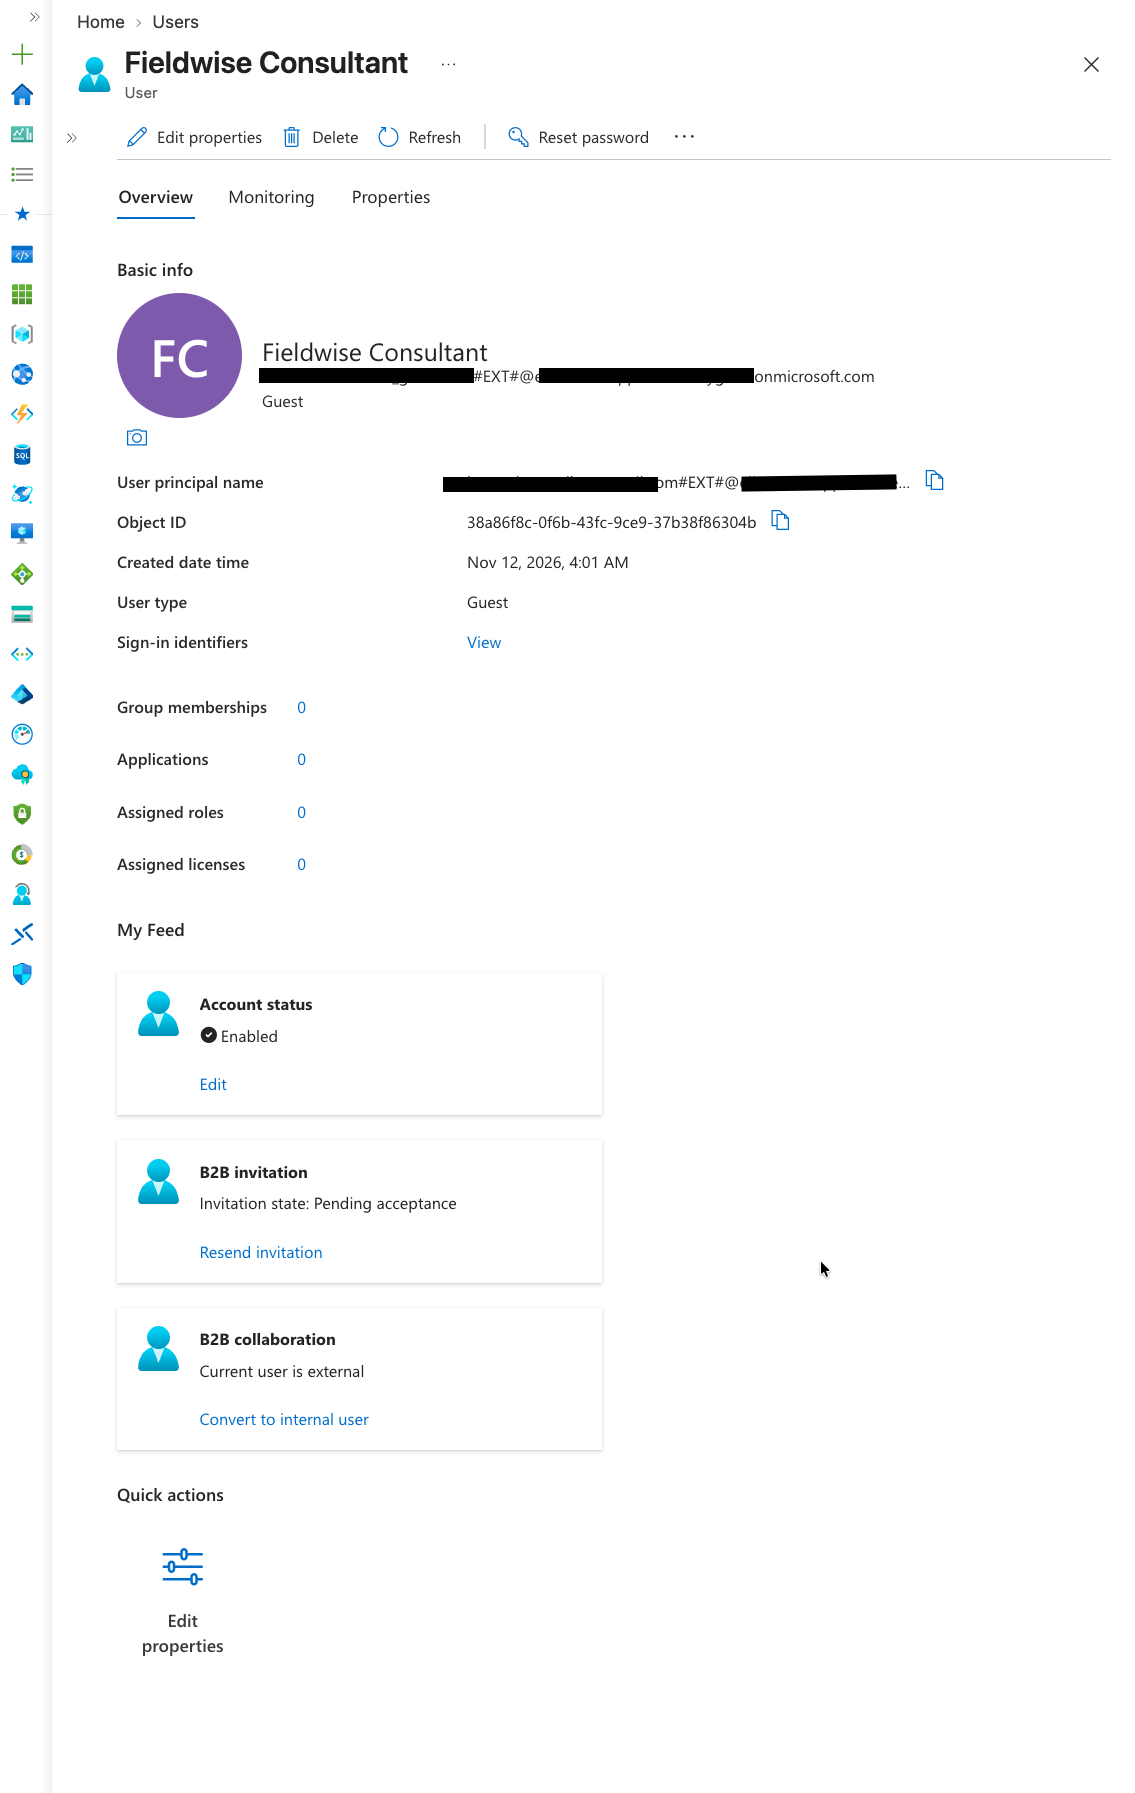 Home > Users
Fieldwise Consultant ...
User
Edit properties Delete Refresh Reset password ...
Overview Monitoring Properties
Basic info
FC
Fieldwise Consultant
#EXT#@ onmicrosoft.com
Guest
User principal name om#EXT#@ ...
Object ID 38a86f8c-0f6b-43fc-9ce9-37b38f86304b
Created date time Nov 12, 2026, 4:01 AM
User type Guest
Sign-in identifiers View
Group memberships 0
Applications 0
Assigned roles 0
Assigned licenses 0
My Feed
Account status
Enabled
Edit
B2B invitation
Invitation state: Pending acceptance
Resend invitation
B2B collaboration
Current user is external
Convert to internal user
Quick actions
Edit
properties